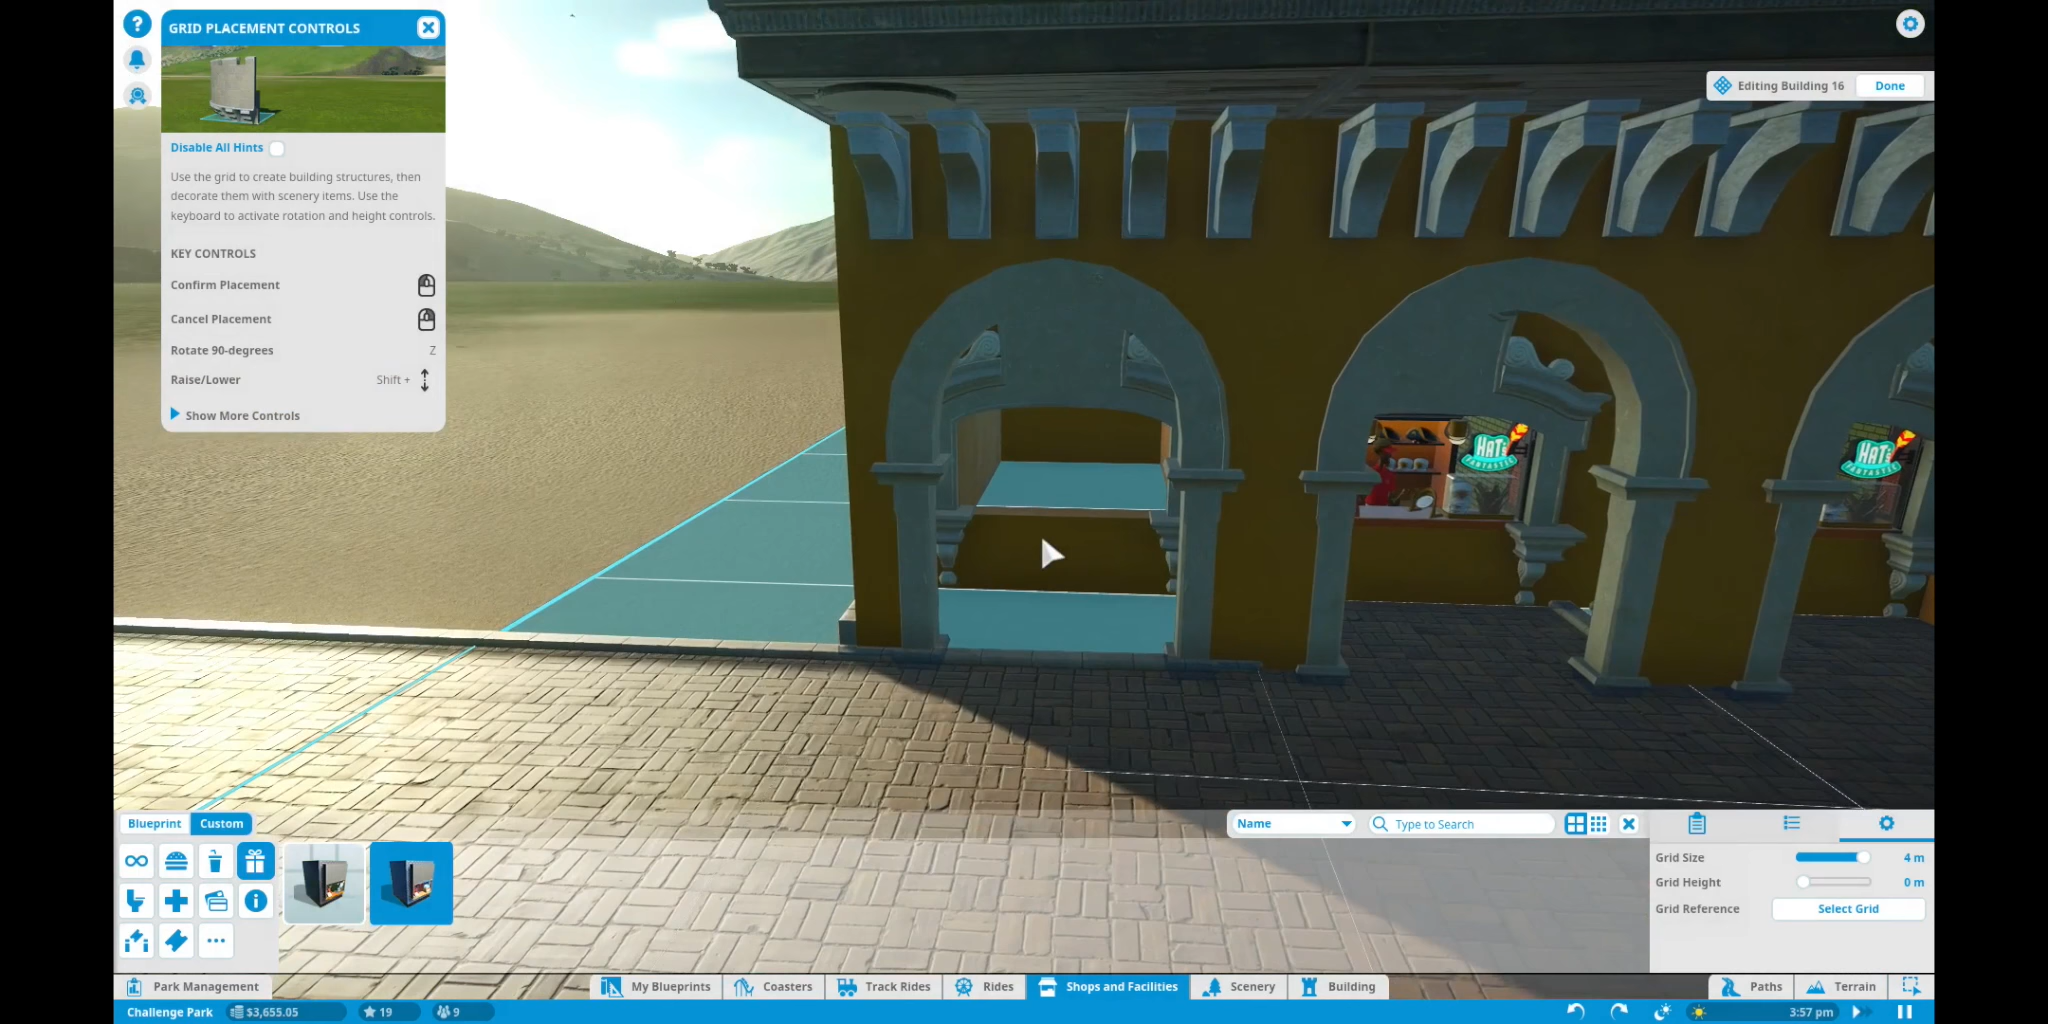 GRID PLACEMENT CONTROLS
Disable All Hints
Use the grid to create building structures, then
decorate them with scenery items. Use the
keyboard to activate rotation and height controls.
KEY CONTROLS
Confirm Placement
Cancel Placement
Rotate 90-degrees Z
Raise/Lower Shift +
Show More Controls
Editing Building 16 Done
HATS
FANTASTIC
HATS
FANTASTIC
Blueprint Custom
Name Type to Search
Grid Size 4 m
Grid Height 0 m
Grid Reference Select Grid
Park Management My Blueprints Coasters Track Rides Rides Shops and Facilities Scenery Building Paths Terrain
Challenge Park $3,655.05 19 9 3:57 pm